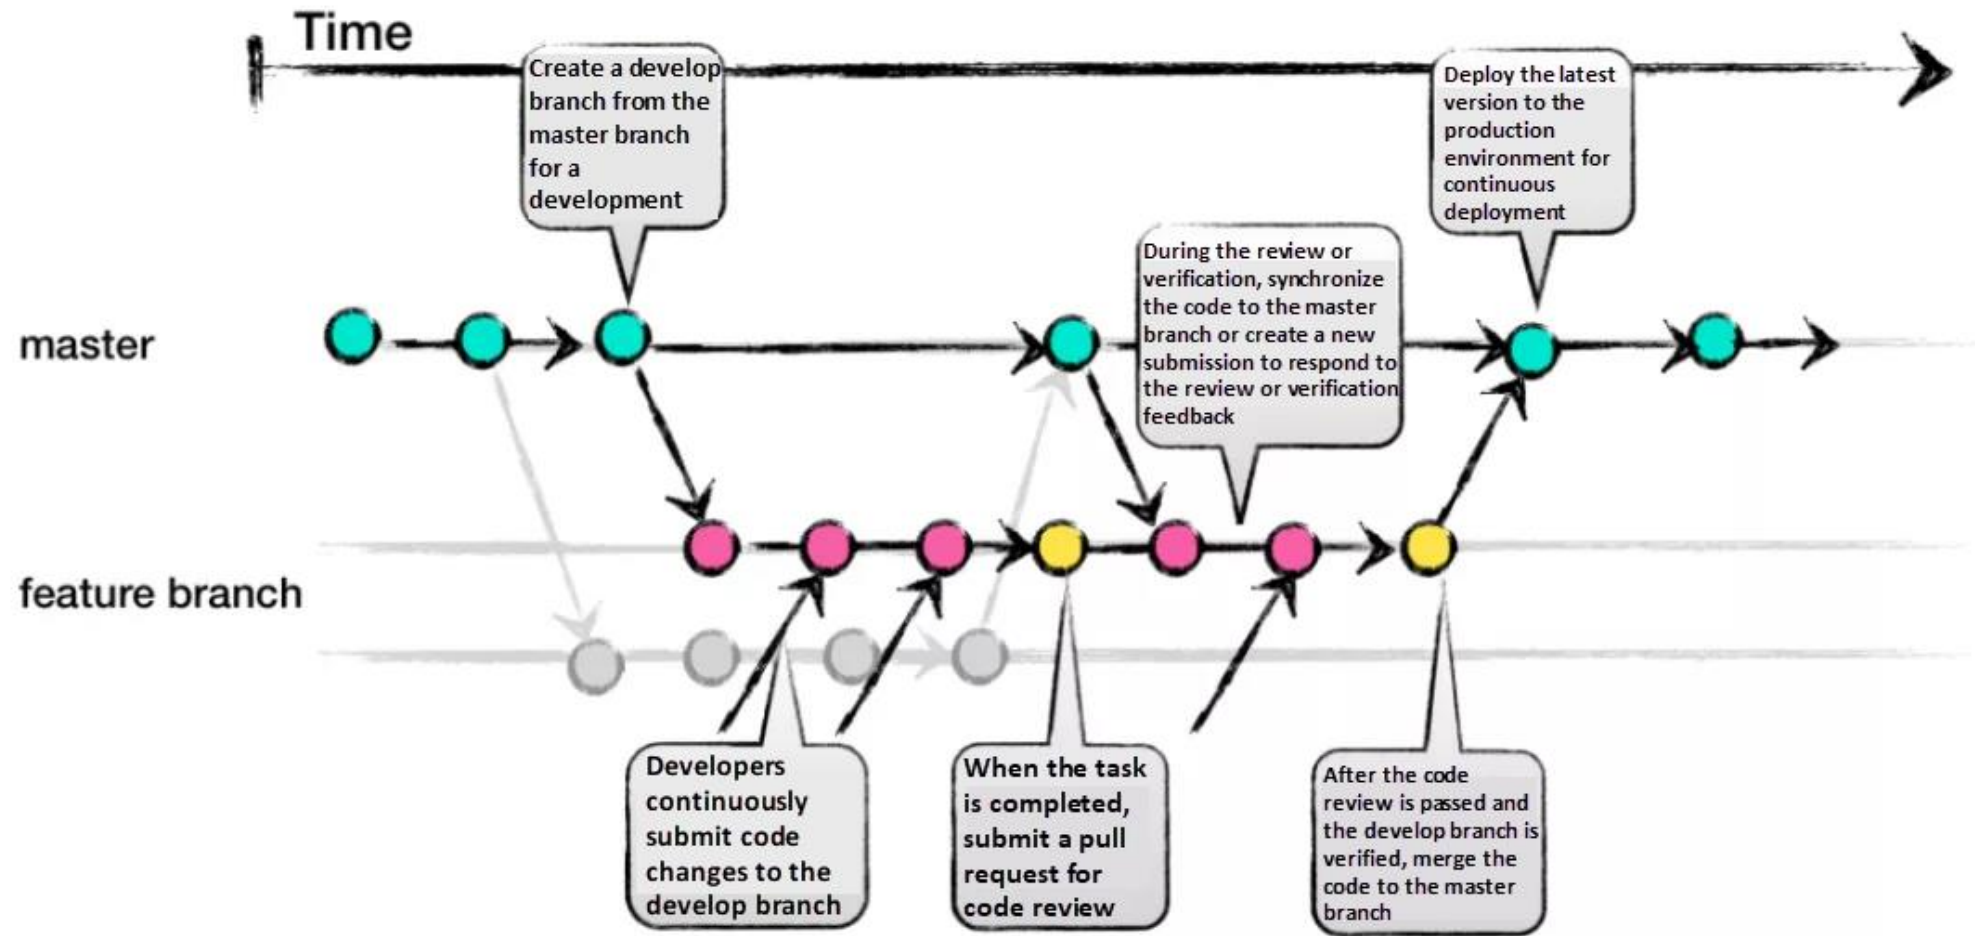 Time
Create a develop
branch from the
master branch
for a
development
Deploy the latest
version to the
production
environment for
continuous
deployment
During the review or
verification, synchronize
the code to the master
branch or create a new
submission to respond to
the review or verification
feedback
master
feature branch
Developers
continuously
submit code
changes to the
develop branch
When the task
is completed,
submit a pull
request for
code review
After the code
review is passed and
the develop branch is
verified, merge the
code to the master
branch